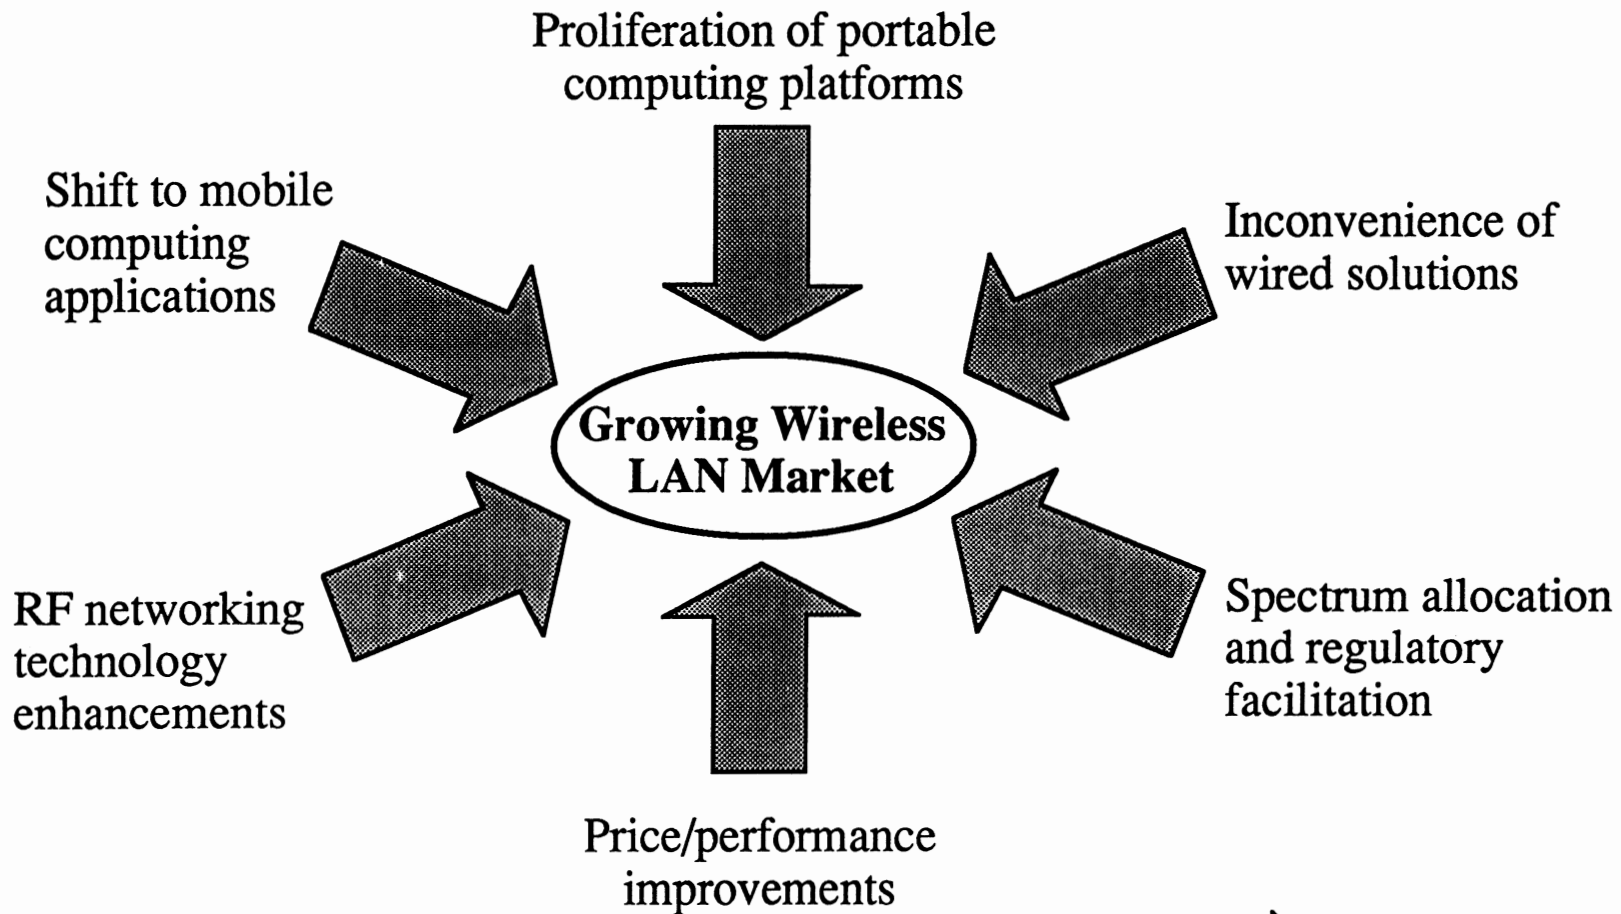 Proliferation of portable
computing platforms
Shift to mobile
computing
applications
Inconvenience of
wired solutions
Growing Wireless
LAN Market
RF networking
technology
enhancements
Spectrum allocation
and regulatory
facilitation
Price/performance
improvements